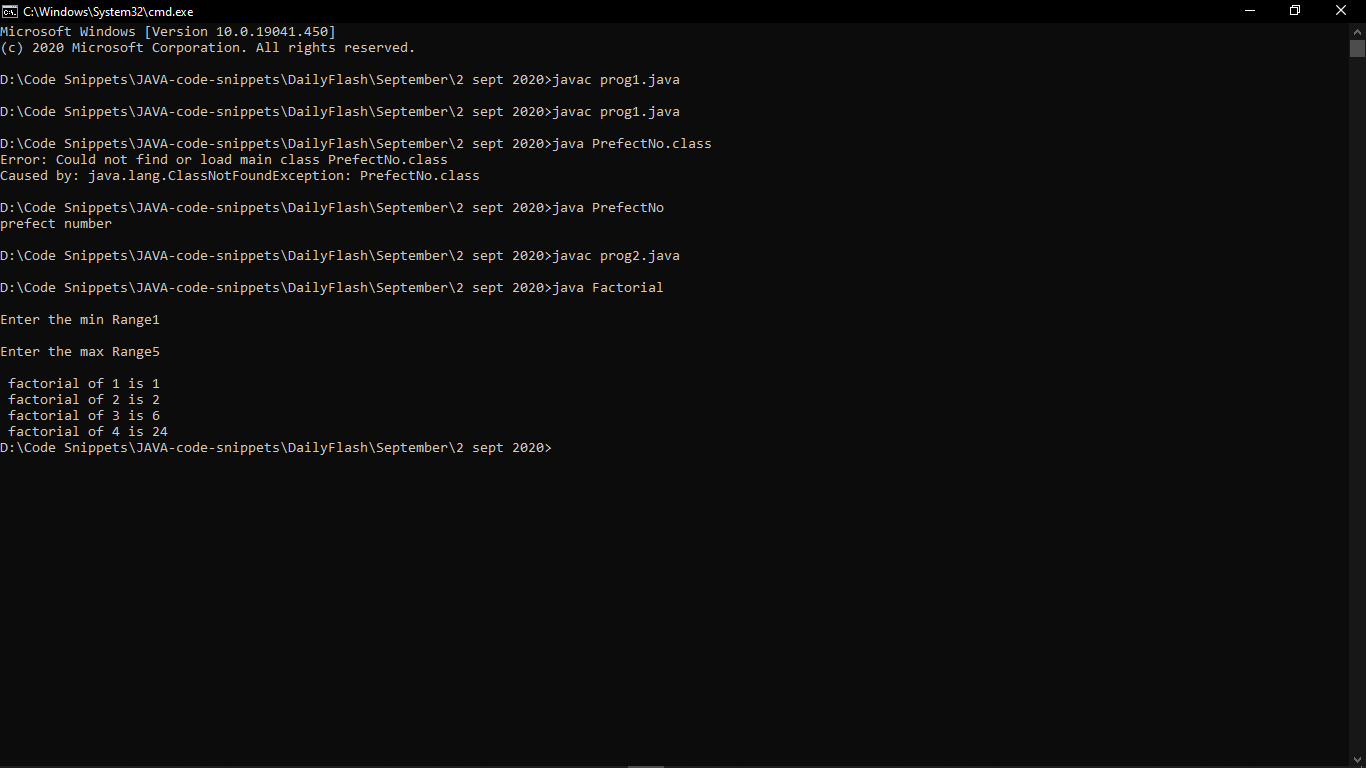 C:\Windows\System32\cmd.exe
Microsoft Windows [Version 10.0.19041.450]
(c) 2020 Microsoft Corporation. All rights reserved.
D:\Code Snippets\JAVA-code-snippets\DailyFlash\September\2 sept 2020>javac prog1.java
D:\Code Snippets\JAVA-code-snippets\DailyFlash\September\2 sept 2020>javac prog1.java
D:\Code Snippets\JAVA-code-snippets\DailyFlash\September\2 sept 2020>java PrefectNo.class
Error: Could not find or load main class PrefectNo.class
Caused by: java.lang.ClassNotFoundException: PrefectNo.class
D:\Code Snippets\JAVA-code-snippets\DailyFlash\September\2 sept 2020>java PrefectNo
prefect number
D:\Code Snippets\JAVA-code-snippets\DailyFlash\September\2 sept 2020>javac prog2.java
D:\Code Snippets\JAVA-code-snippets\DailyFlash\September\2 sept 2020>java Factorial
Enter the min Range1
Enter the max Range5
factorial of 1 is 1
factorial of 2 is 2
factorial of 3 is 6
factorial of 4 is 24
D:\Code Snippets\JAVA-code-snippets\DailyFlash\September\2 sept 2020>